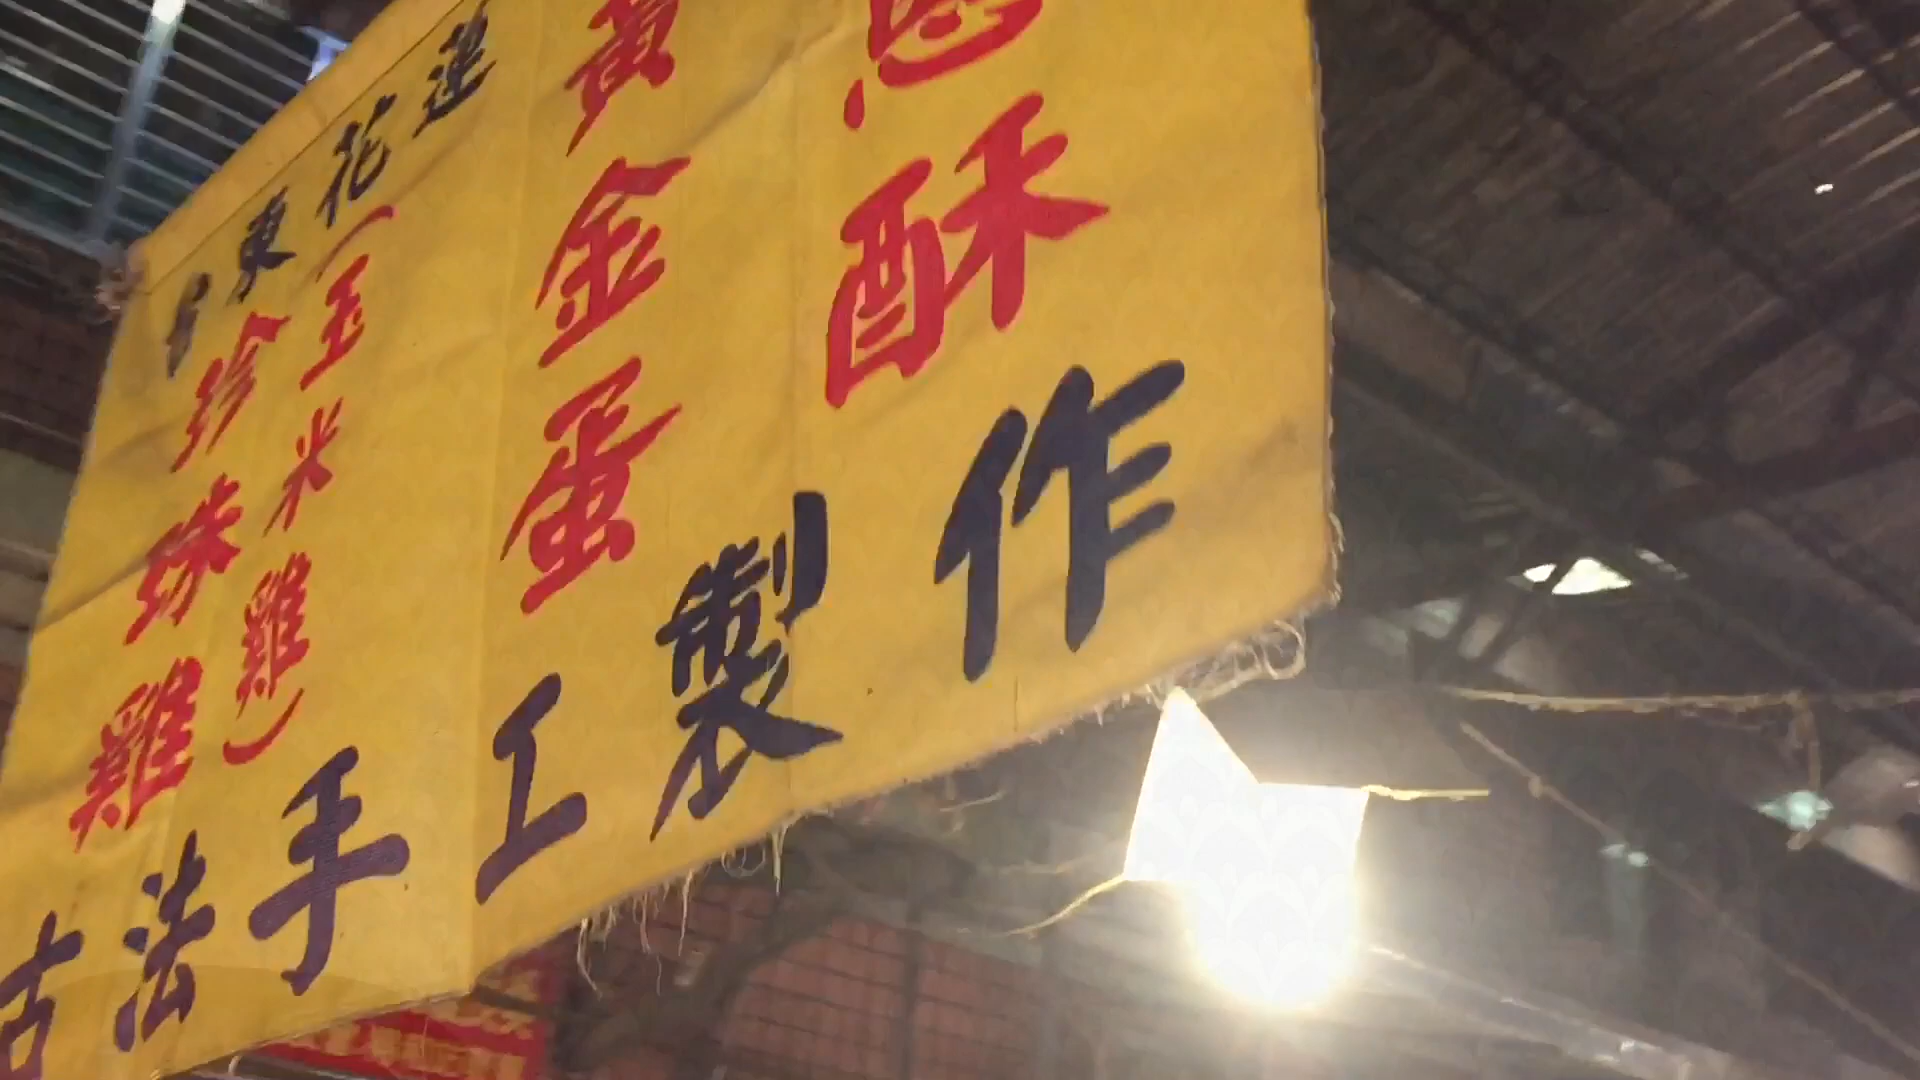 台東花蓮
珍珠雞
(玉米雞)
黃金蛋
酥
古法手工製作